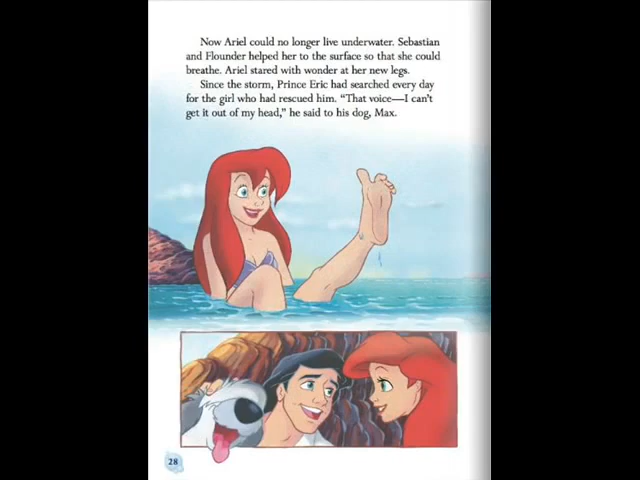 Now Ariel could no longer live underwater. Sebastian
and Flounder helped her to the surface so that she could
breathe. Ariel stared with wonder at her new legs.
Since the storm, Prince Eric had searched every day
for the girl who had rescued him. “That voice—I can’t
get it out of my head,” he said to his dog, Max.
28